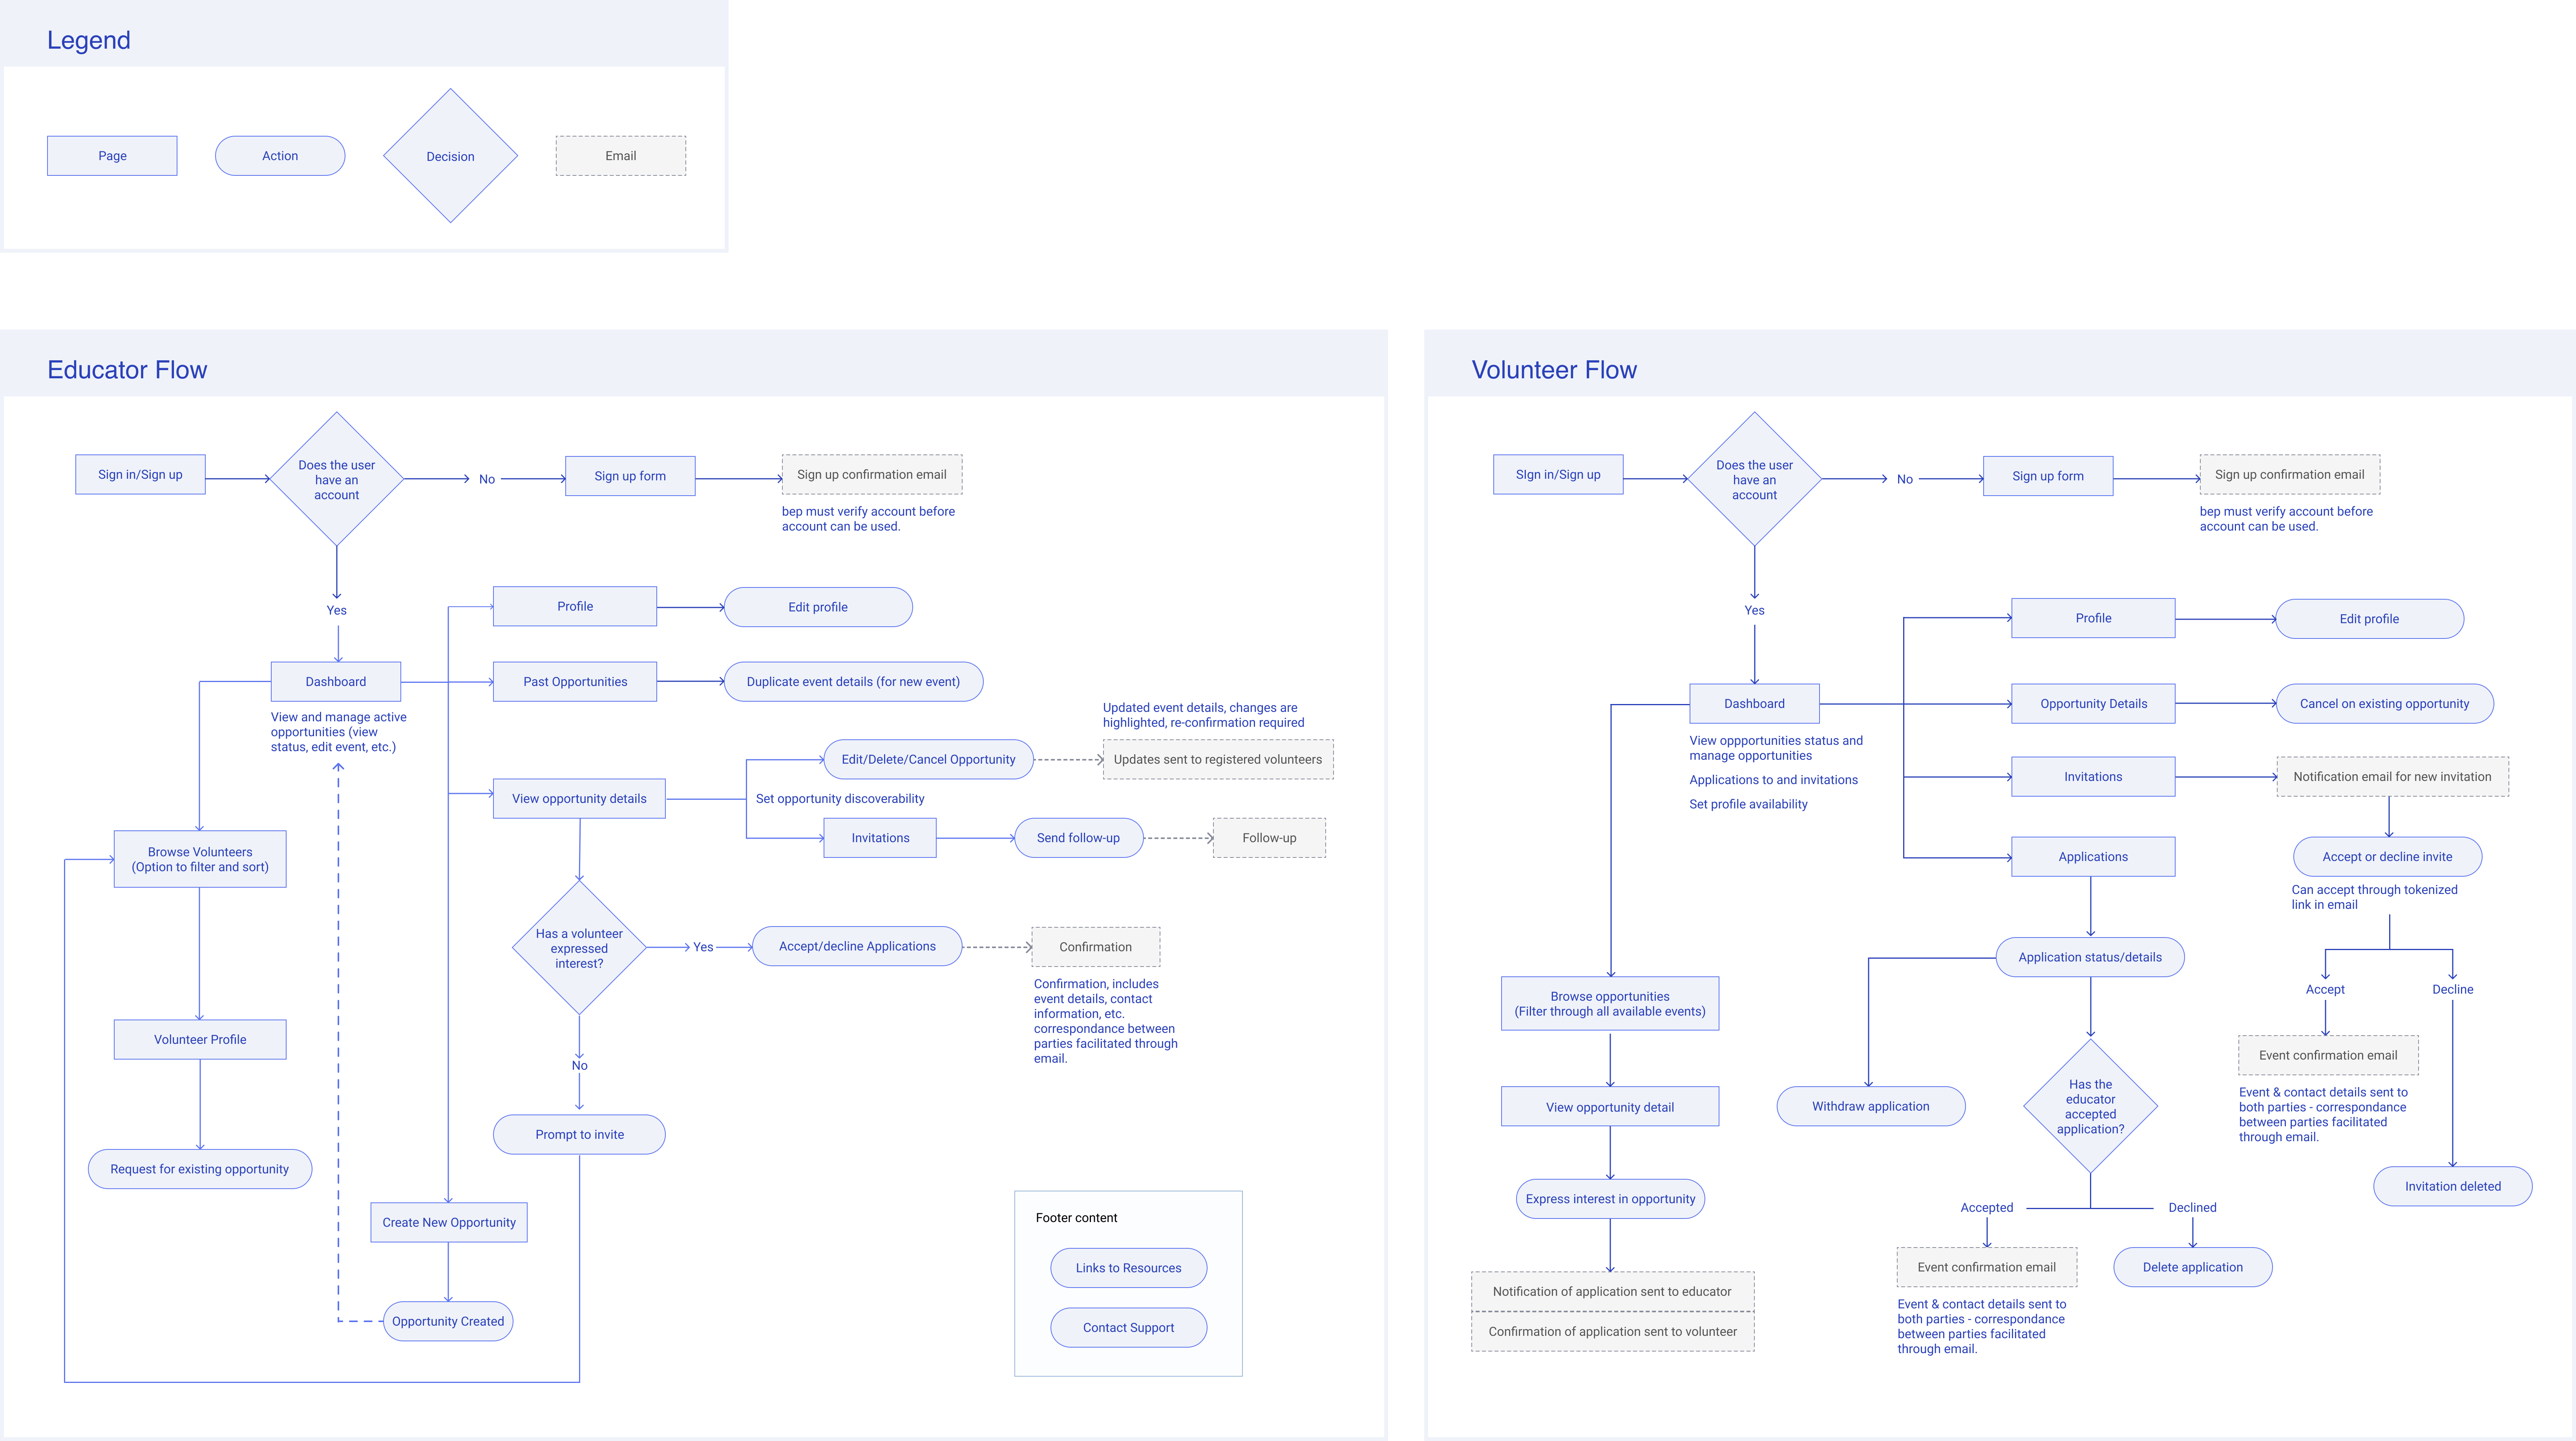 Legend
Page
Action
Decision
Email
Educator Flow
Sign in/Sign up
Does the user
have an
account
No
Sign up form
Sign up confirmation email
bep must verify account before
account can be used.
Yes
Profile
Edit profile
Dashboard
Past Opportunities
Duplicate event details (for new event)
View and manage active
opportunities (view
status, edit event, etc.)
Updated event details, changes are
highlighted, re-confirmation required
Edit/Delete/Cancel Opportunity
Updates sent to registered volunteers
View opportunity details
Set opportunity discoverability
Invitations
Send follow-up
Follow-up
Browse Volunteers
(Option to filter and sort)
Has a volunteer
expressed
interest?
Yes
Accept/decline Applications
Confirmation
Confirmation, includes
event details, contact
information, etc.
correspondance between
parties facilitated through
email.
Volunteer Profile
No
Prompt to invite
Request for existing opportunity
Create New Opportunity
Opportunity Created
Footer content
Links to Resources
Contact Support
Volunteer Flow
SIgn in/Sign up
Does the user
have an
account
No
Sign up form
Sign up confirmation email
bep must verify account before
account can be used.
Yes
Profile
Edit profile
Dashboard
Opportunity Details
Cancel on existing opportunity
View oppportunities status and
manage opportunities
Applications to and invitations
Set profile availability
Invitations
Notification email for new invitation
Applications
Accept or decline invite
Can accept through tokenized
link in email
Application status/details
Accept
Decline
Browse opportunities
(Filter through all available events)
Event confirmation email
Event & contact details sent to
both parties - correspondance
between parties facilitated
through email.
View opportunity detail
Withdraw application
Has the
educator
accepted
application?
Invitation deleted
Express interest in opportunity
Accepted
Declined
Event confirmation email
Delete application
Notification of application sent to educator
Confirmation of application sent to volunteer
Event & contact details sent to
both parties - correspondance
between parties facilitated
through email.